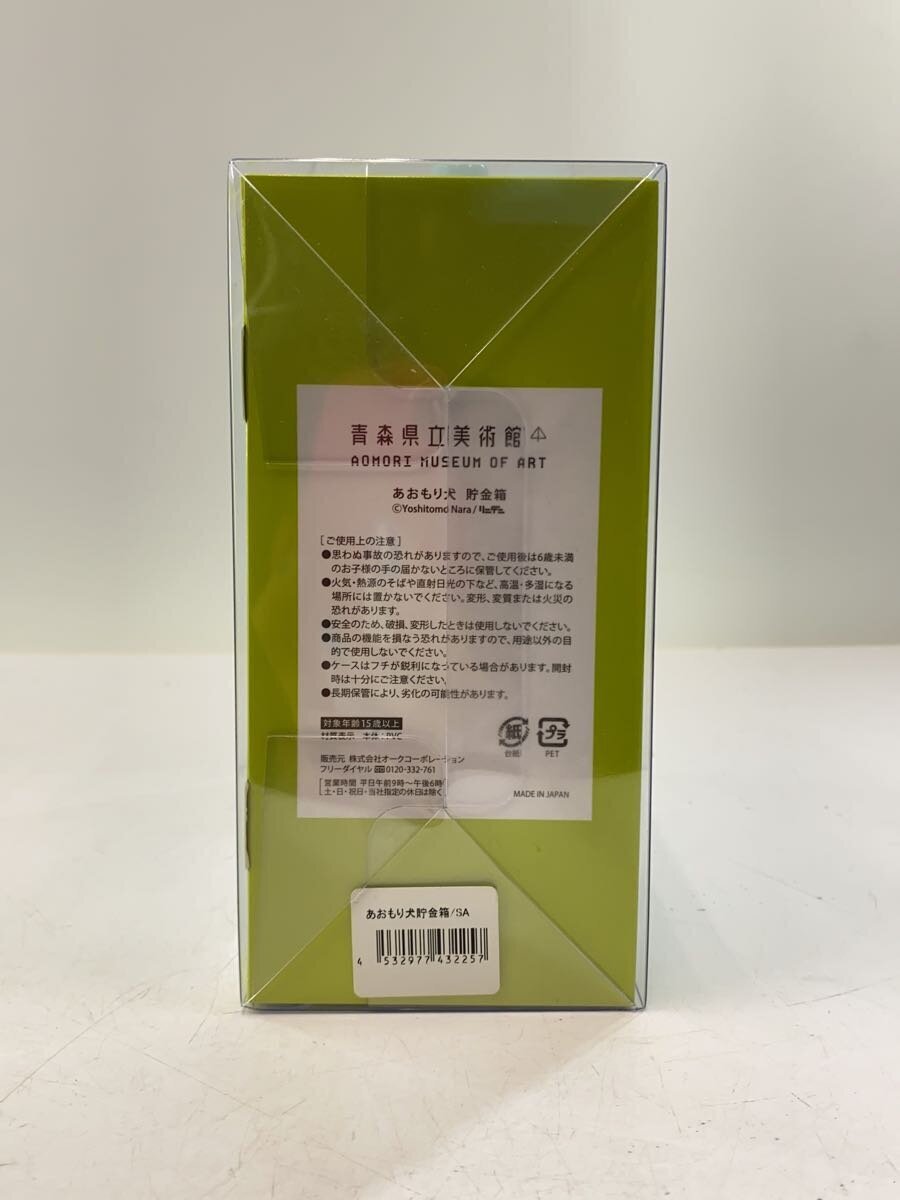 青森県立美術館
AOMORI MUSEUM OF ART
あおもり犬 貯金箱
©Yoshitomo Nara /
[ご使用上の注意]
●思わぬ事故の恐れがありますので、ご使用後は6歳未満
のお子様の手の届かないところに保管してください。
●火気・熱源のそばや直射日光の下など、高温・多湿になる
場所には置かないでください。変形、変質または火災の
恐れがあります。
●安全のため、破損、変形したときは使用しないでください。
●商品の機能を損なう恐れがありますので、用途以外の目
的で使用しないでください。
●ケースはフチが鋭利になっている場合があります。開封
時は十分にご注意ください。
●長期保管により、劣化の可能性があります。
対象年齢15歳以上
材質表示 本体:PVC
販売元 株式会社オークコーポレーション
フリーダイヤル 0120-332-761
[営業時間 平日午前9時～午後6時
土・日・祝日・当社指定の休日は除く]
紙
台紙
プラ
PET
MADE IN JAPAN
あおもり犬貯金箱/SA
4 532977 432257